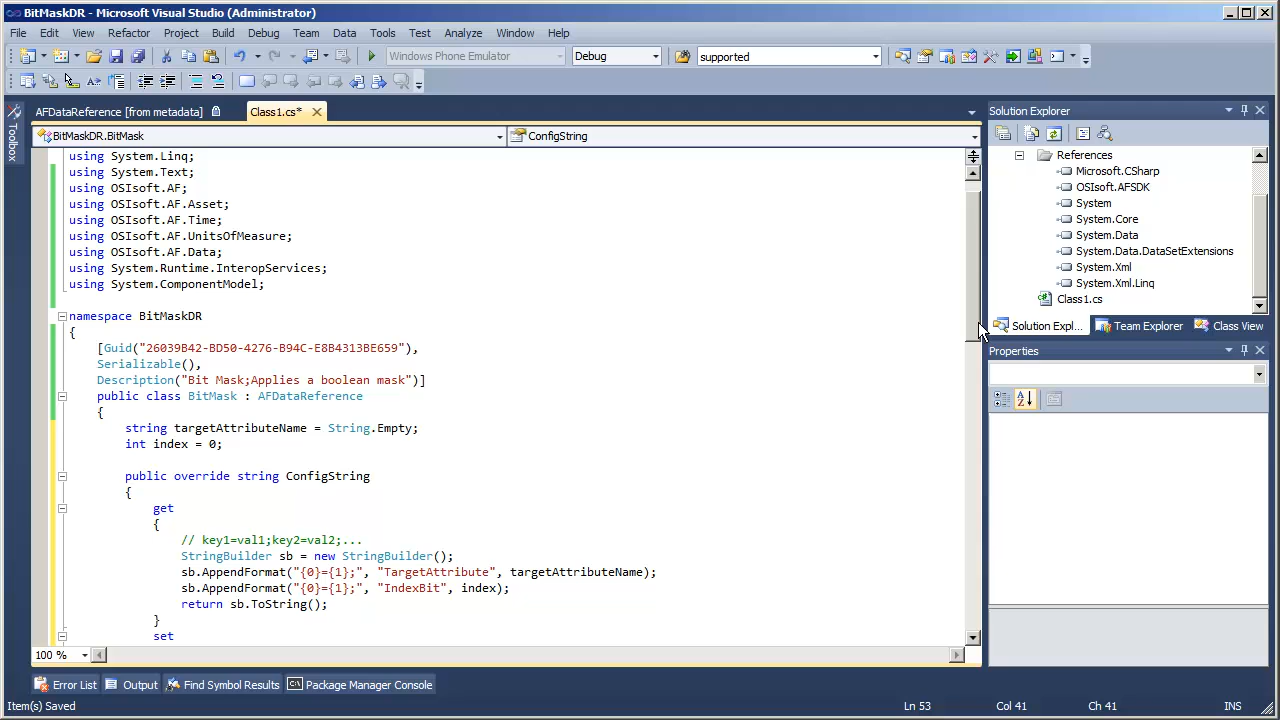 BitMaskDR - Microsoft Visual Studio (Administrator)
File Edit View Refactor Project Build Debug Team Data Tools Test Analyze Window Help
Windows Phone Emulator Debug supported
AFDataReference [from metadata] Class1.cs*
BitMaskDR.BitMask ConfigString
Toolbox
using System.Linq;
using System.Text;
using OSIsoft.AF;
using OSIsoft.AF.Asset;
using OSIsoft.AF.Time;
using OSIsoft.AF.UnitsOfMeasure;
using OSIsoft.AF.Data;
using System.Runtime.InteropServices;
using System.ComponentModel;
namespace BitMaskDR
{
[Guid("26039B42-BD50-4276-B94C-E8B4313BE659"),
Serializable(),
Description("Bit Mask;Applies a boolean mask")]
public class BitMask : AFDataReference
{
string targetAttributeName = String.Empty;
int index = 0;
public override string ConfigString
{
get
{
// key1=val1;key2=val2;...
StringBuilder sb = new StringBuilder();
sb.AppendFormat("{0}={1};", "TargetAttribute", targetAttributeName);
sb.AppendFormat("{0}={1};", "IndexBit", index);
return sb.ToString();
}
set
100 %
Solution Explorer
References
Microsoft.CSharp
OSIsoft.AFSDK
System
System.Core
System.Data
System.Data.DataSetExtensions
System.Xml
System.Xml.Linq
Class1.cs
Solution Expl... Team Explorer Class View
Properties
Error List Output Find Symbol Results Package Manager Console
Item(s) Saved Ln 53 Col 41 Ch 41 INS